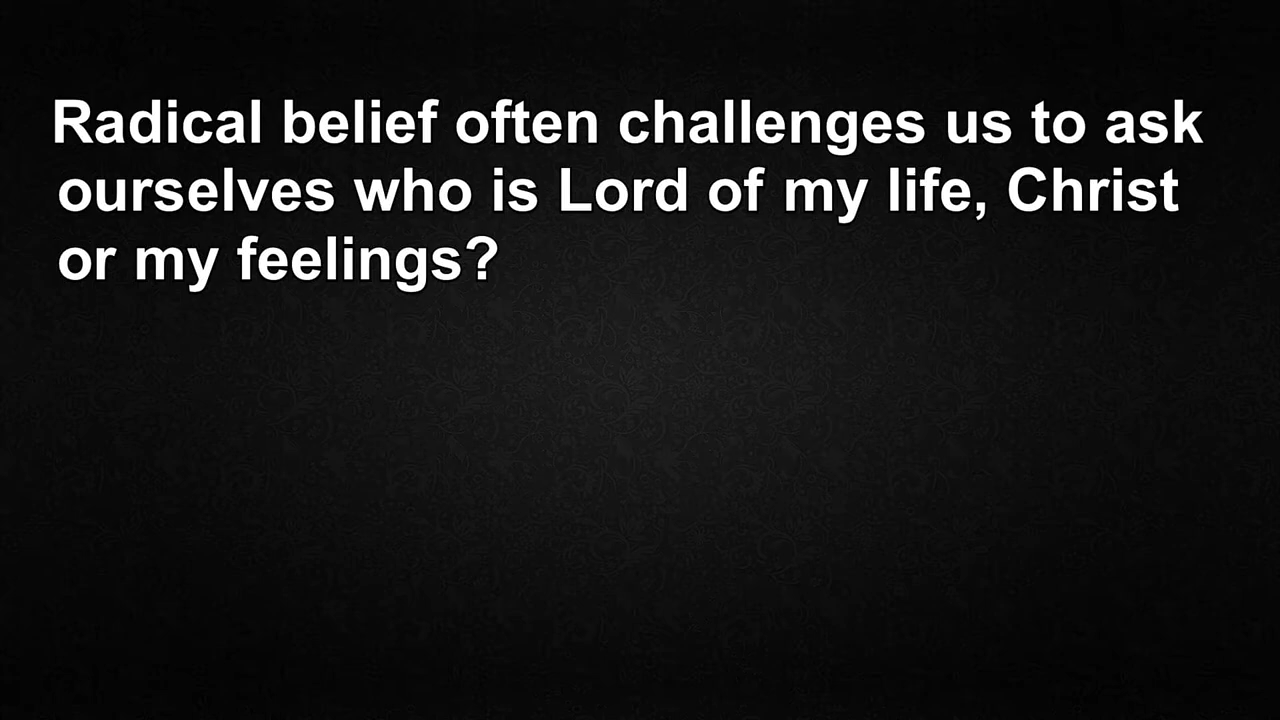 Radical belief often challenges us to ask
ourselves who is Lord of my life, Christ
or my feelings?